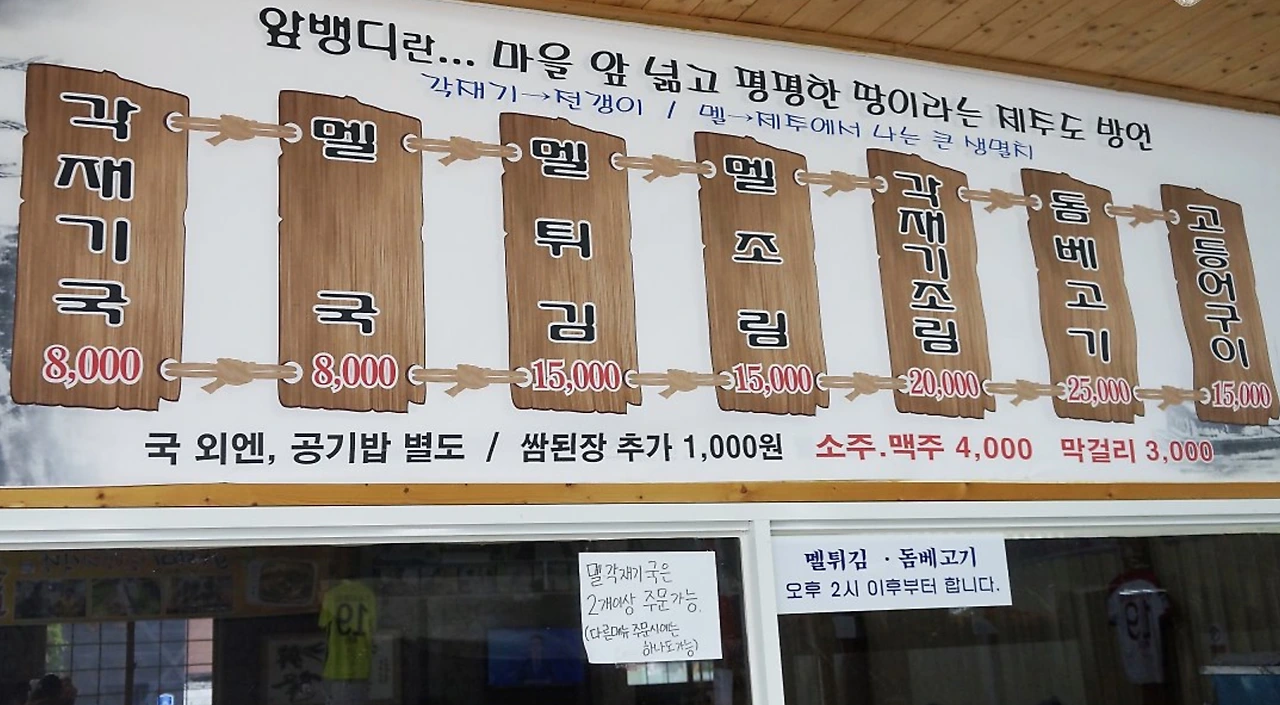 앞뱅디란... 마을 앞 넓고 평평한 땅이라는 제주도 방언
각재기→전갱이 / 멜→제주에서 나는 큰 생멸치
각재기국 8,000
멜국 8,000
멜튀김 15,000
멜조림 15,000
각재기조림 20,000
돔베고기 25,000
고등어구이 15,000
국 외엔, 공기밥 별도 / 쌈된장 추가 1,000원 소주.맥주 4,000 막걸리 3,000
멜각재기국은
2개이상 주문가능.
(다른메뉴 주문시에는
하나도가능)
멜튀김 · 돔베고기
오후 2시 이후부터 합니다.
19